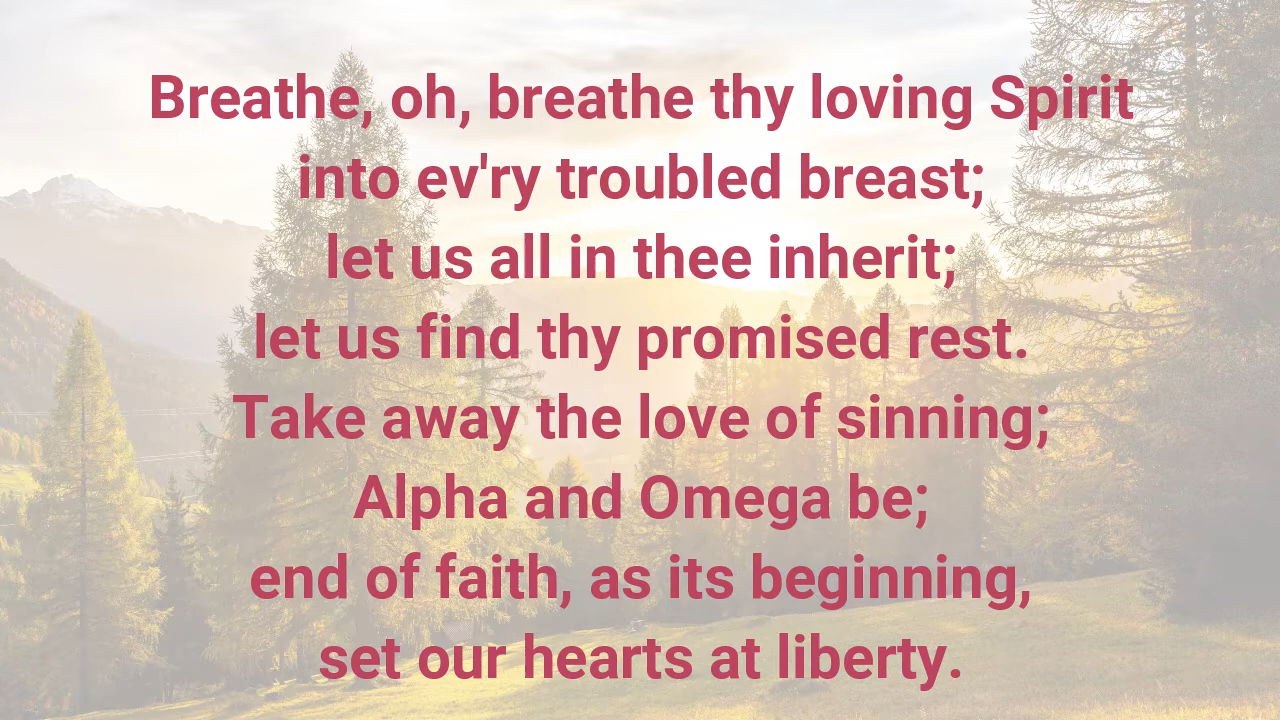 Breathe, oh, breathe thy loving Spirit
into ev'ry troubled breast;
let us all in thee inherit;
let us find thy promised rest.
Take away the love of sinning;
Alpha and Omega be;
end of faith, as its beginning,
set our hearts at liberty.